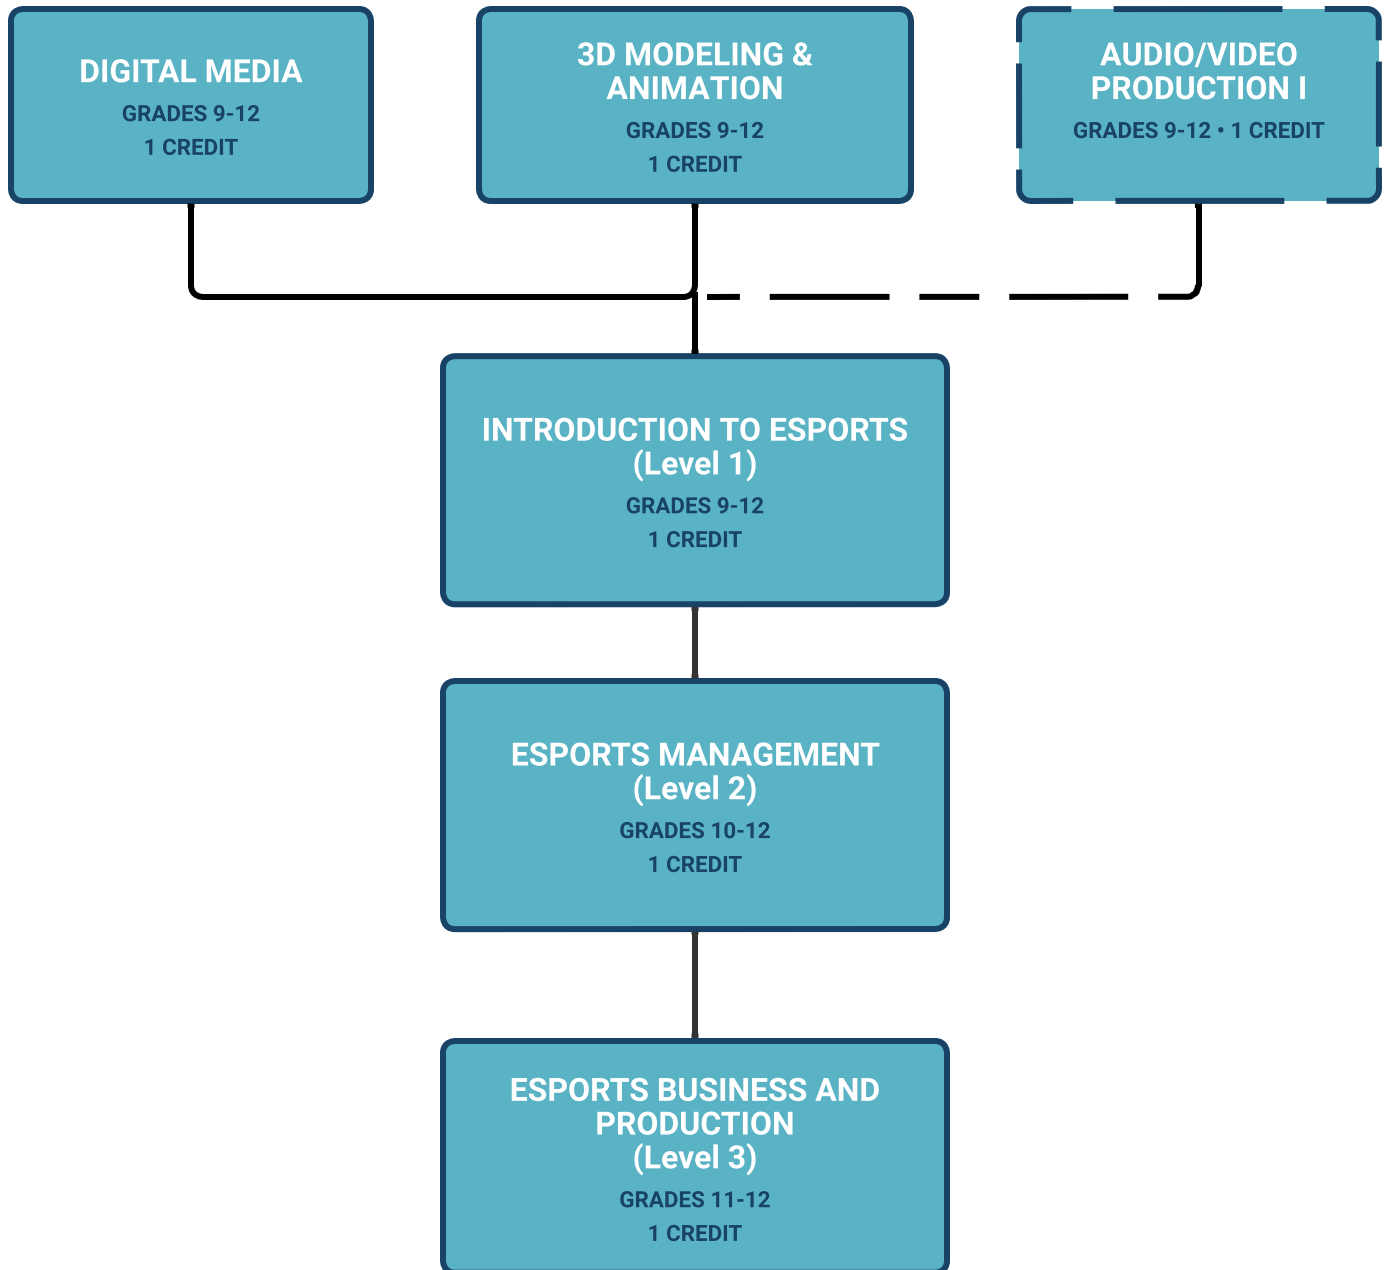 DIGITAL MEDIA
GRADES 9-12
1 CREDIT
3D MODELING &
ANIMATION
GRADES 9-12
1 CREDIT
AUDIO/VIDEO
PRODUCTION I
GRADES 9-12 • 1 CREDIT
INTRODUCTION TO ESPORTS
(Level 1)
GRADES 9-12
1 CREDIT
ESPORTS MANAGEMENT
(Level 2)
GRADES 10-12
1 CREDIT
ESPORTS BUSINESS AND
PRODUCTION
(Level 3)
GRADES 11-12
1 CREDIT